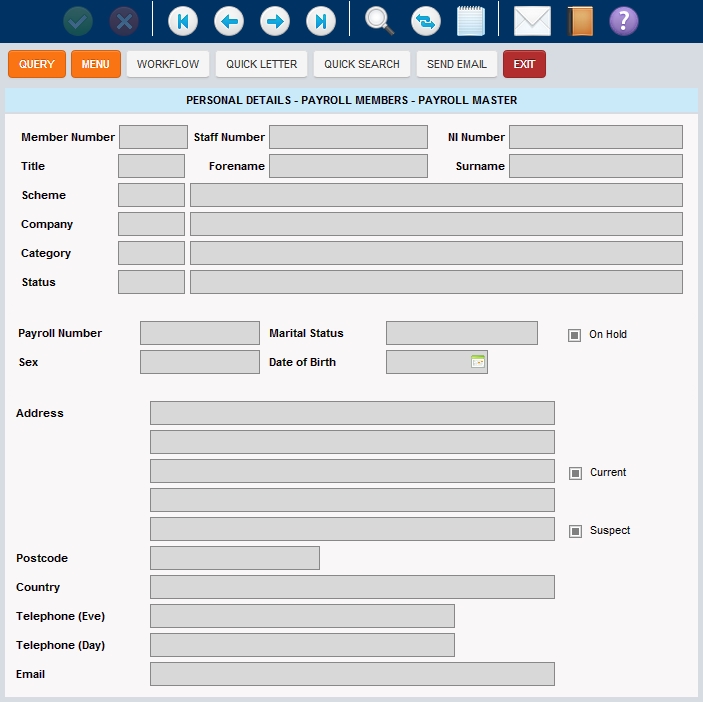 QUERY MENU WORKFLOW QUICK LETTER QUICK SEARCH SEND EMAIL EXIT
PERSONAL DETAILS - PAYROLL MEMBERS - PAYROLL MASTER
Member Number Staff Number NI Number
Title Forename Surname
Scheme
Company
Category
Status
Payroll Number Marital Status On Hold
Sex Date of Birth
Address
Current
Suspect
Postcode
Country
Telephone (Eve)
Telephone (Day)
Email